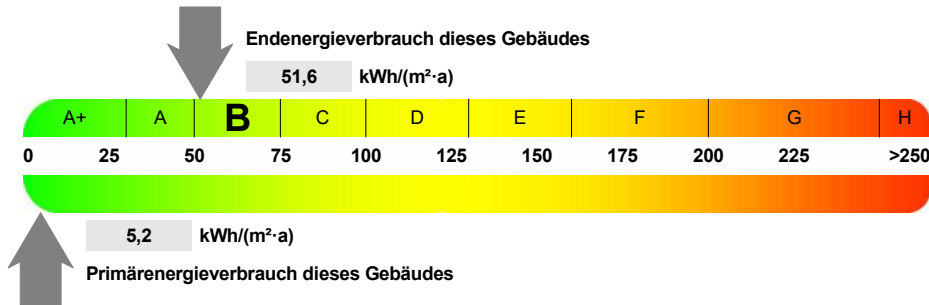 Endenergieverbrauch dieses Gebäudes
51,6 kWh/(m²·a)
A+ A B C D E F G H
0 25 50 75 100 125 150 175 200 225 >250
5,2 kWh/(m²·a)
Primärenergieverbrauch dieses Gebäudes